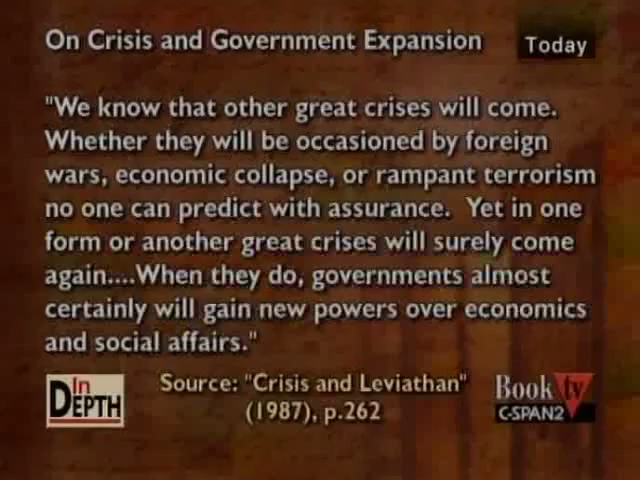 On Crisis and Government Expansion
Today
"We know that other great crises will come.
Whether they will be occasioned by foreign
wars, economic collapse, or rampant terrorism
no one can predict with assurance. Yet in one
form or another great crises will surely come
again....When they do, governments almost
certainly will gain new powers over economics
and social affairs."
In
DEPTH
Source: "Crisis and Leviathan"
(1987), p.262
Book tv
C-SPAN2